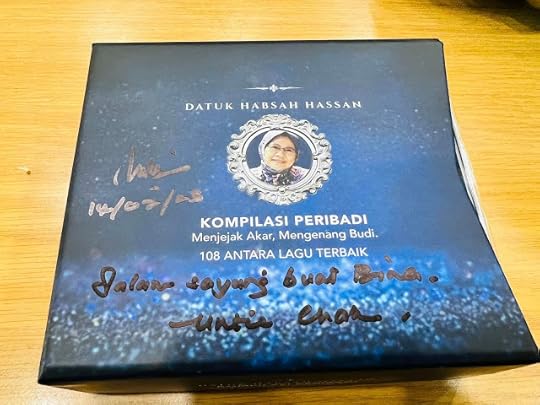 DATUK HABSAH HASSAN
14/02/23
KOMPILASI PERIBADI
Menjejak Akar, Mengenang Budi.
108 ANTARA LAGU TERBAIK
Salam sayang buat